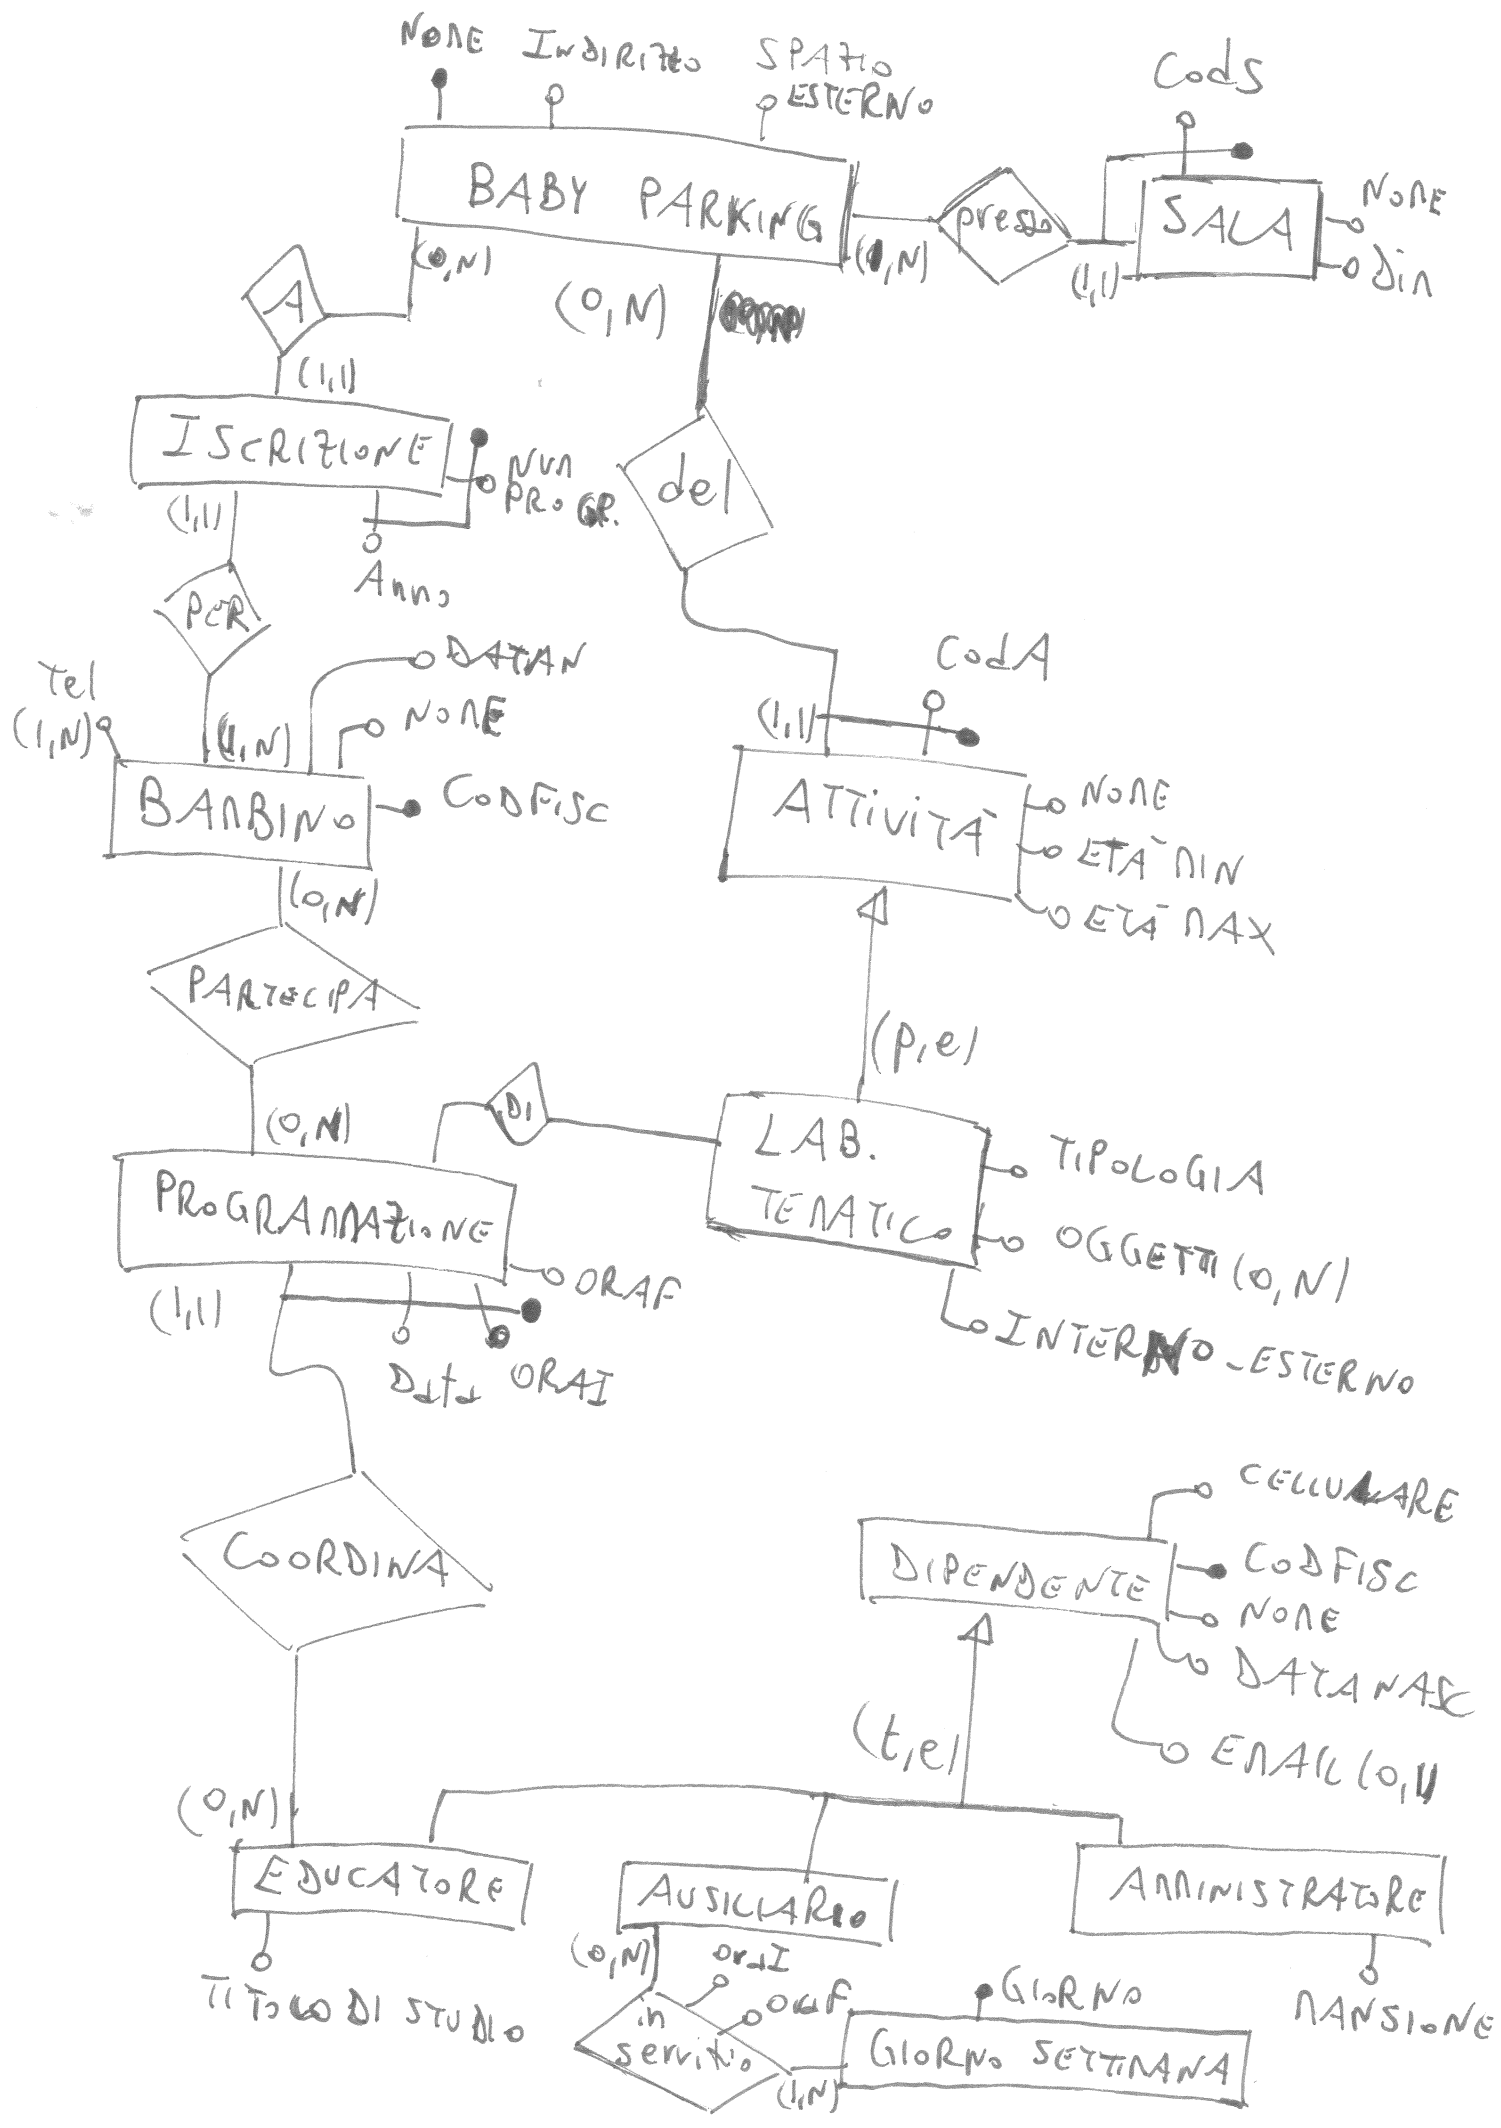 NOME INDIRIZZO SPAZIO
ESTERNO
CodS
BABY PARKING
presso
SALA
NOME
Dim
(0,N)
(0,N)
(1,N)
(1,1)
A
(1,1)
ISCRIZIONE
NUM
PROGR.
del
(1,1)
Anno
PER
DATAN
CodA
Tel
(1,N)
NOME
(1,N)
(1,1)
BAMBINO
CODFISC
ATTIVITÀ
NOME
ETÀ MIN
ETÀ MAX
(0,N)
PARTECIPA
(p,e)
DI
(0,N)
LAB.
TEMATICO
TIPOLOGIA
OGGETTI (0,N)
INTERNO_ESTERNO
PROGRAMMAZIONE
ORAF
(1,1)
Data ORAI
CELLULARE
COORDINA
DIPENDENTE
CODFISC
NOME
DATANASC
(t,e)
EMAIL (0,1)
(0,N)
EDUCATORE
AUSILIARIO
AMMINISTRATORE
TITOLO DI STUDIO
(0,N)
OraI
OraF
GIORNO
MANSIONE
in
servizio
(1,N)
GIORNO SETTIMANA